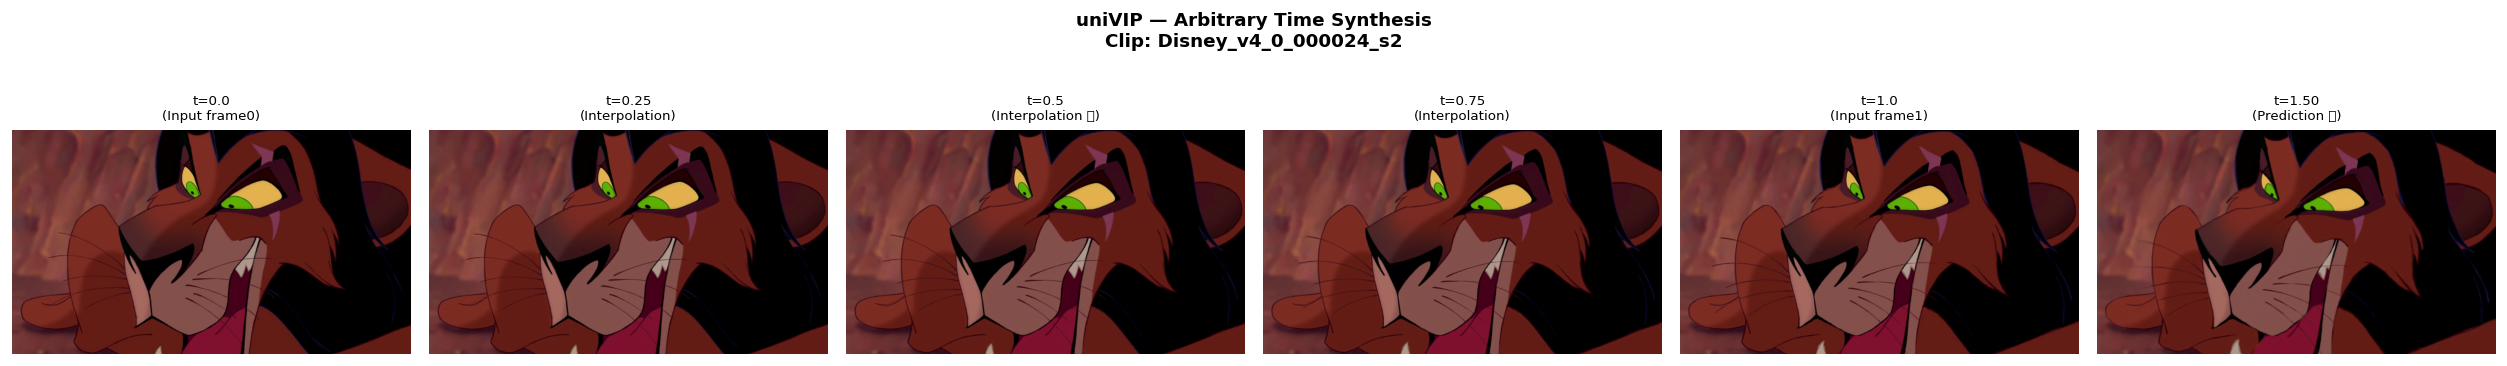 uniVIP — Arbitrary Time Synthesis
Clip: Disney_v4_0_000024_s2
t=0.0
(Input frame0)
t=0.25
(Interpolation)
t=0.5
(Interpolation ▯)
t=0.75
(Interpolation)
t=1.0
(Input frame1)
t=1.50
(Prediction ▯)